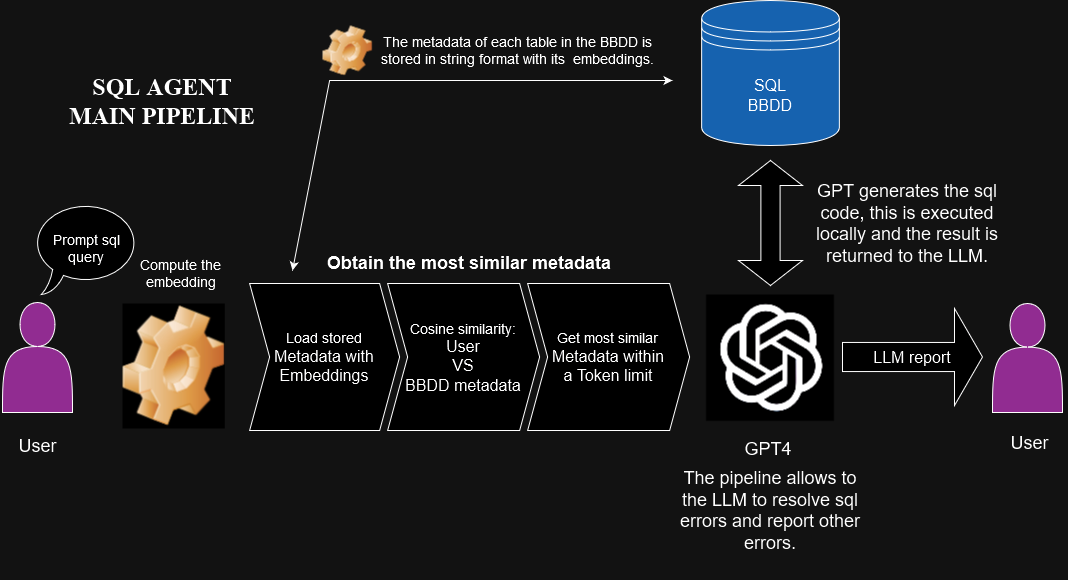 The metadata of each table in the BBDD is
stored in string format with its embeddings.
SQL AGENT
MAIN PIPELINE
SQL
BBDD
GPT generates the sql
code, this is executed
locally and the result is
returned to the LLM.
Prompt sql
query
Compute the
embedding
Obtain the most similar metadata
Load stored
Metadata with
Embeddings
Cosine similarity:
User
VS
BBDD metadata
Get most similar
Metadata within
a Token limit
LLM report
User
GPT4
User
The pipeline allows to
the LLM to resolve sql
errors and report other
errors.